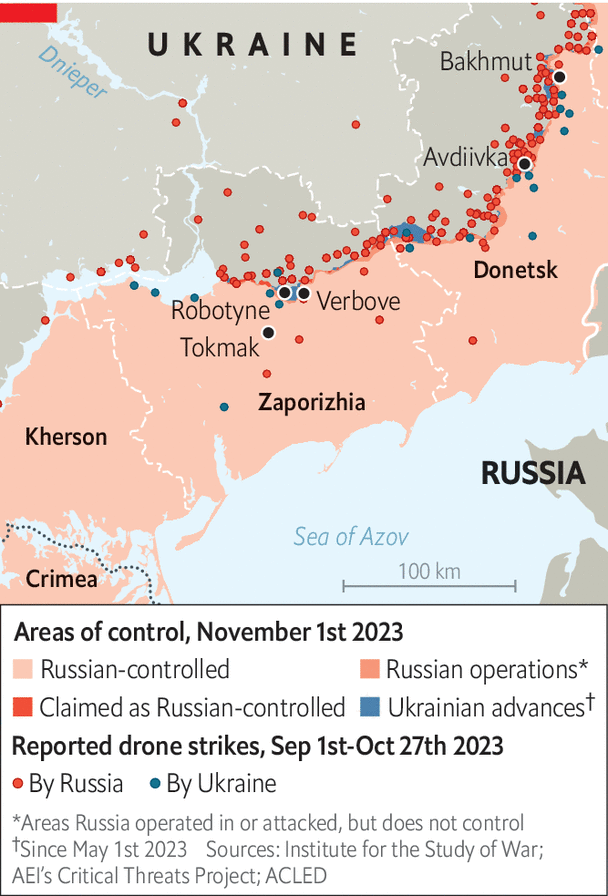 UKRAINE
Dnieper
Bakhmut
Avdiivka
Donetsk
Robotyne
Verbove
Tokmak
Zaporizhia
Kherson
RUSSIA
Sea of Azov
Crimea
100 km
Areas of control, November 1st 2023
Russian-controlled
Russian operations*
Claimed as Russian-controlled
Ukrainian advances†
Reported drone strikes, Sep 1st-Oct 27th 2023
By Russia
By Ukraine
*Areas Russia operated in or attacked, but does not control
†Since May 1st 2023 Sources: Institute for the Study of War;
AEI's Critical Threats Project; ACLED